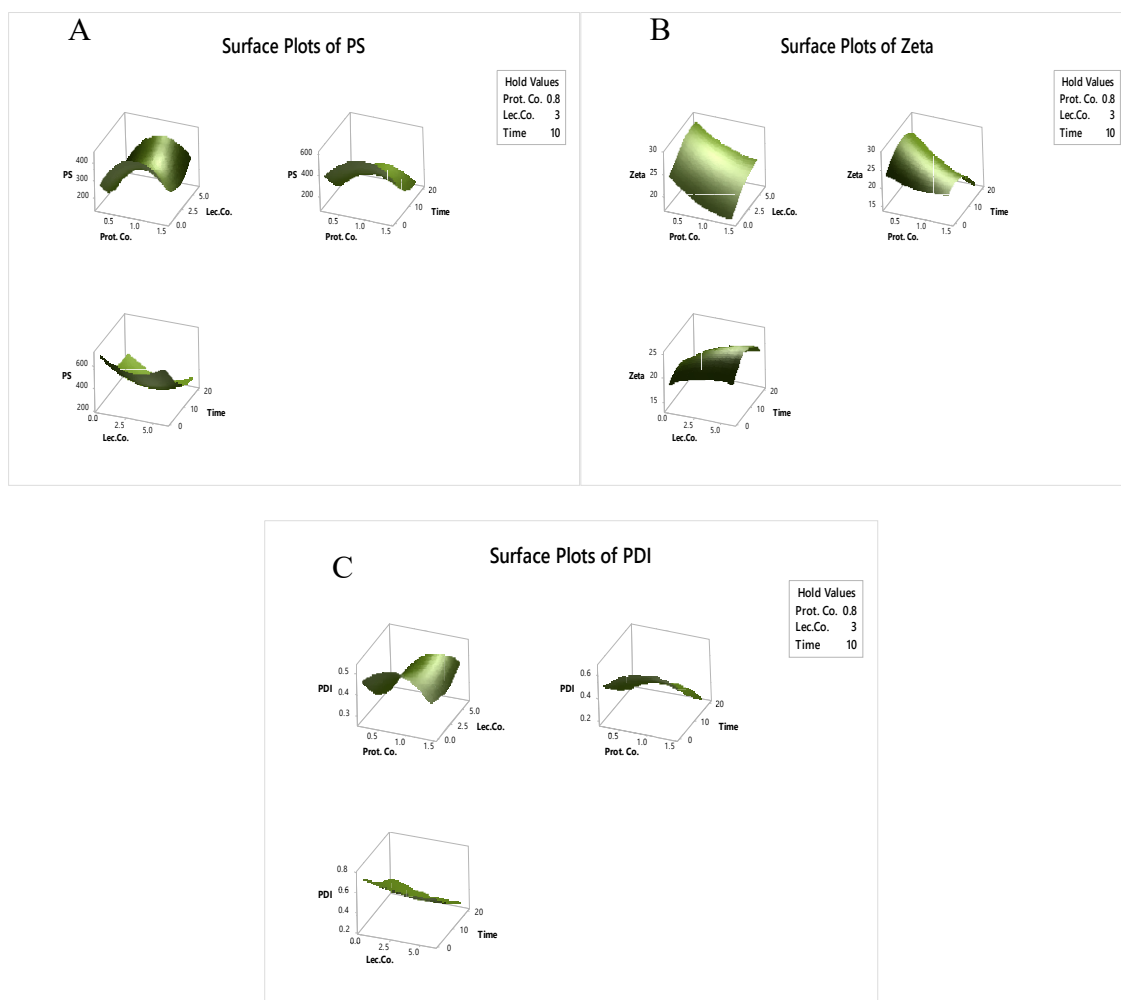 A
Surface Plots of PS
Hold Values
Prot. Co. 0.8
Lec.Co. 3
Time 10
400
PS
300
200
0.5
1.0
1.5
Prot. Co.
0.0
2.5
5.0
Lec.Co.
600
PS
400
200
0.5
1.0
1.5
Prot. Co.
0
10
20
Time
600
PS
400
200
0.0
2.5
5.0
Lec.Co.
0
10
20
Time
B
Surface Plots of Zeta
Hold Values
Prot. Co. 0.8
Lec.Co. 3
Time 10
30
Zeta
25
20
0.5
1.0
1.5
Prot. Co.
0.0
2.5
5.0
Lec.Co.
30
25
Zeta
20
15
0.5
1.0
1.5
Prot. Co.
0
10
20
Time
25
Zeta
20
15
0.0
2.5
5.0
Lec.Co.
0
10
20
Time
C
Surface Plots of PDI
Hold Values
Prot. Co. 0.8
Lec.Co. 3
Time 10
0.5
PDI
0.4
0.3
0.5
1.0
1.5
Prot. Co.
0.0
2.5
5.0
Lec.Co.
0.6
PDI
0.4
0.2
0.5
1.0
1.5
Prot. Co.
0
10
20
Time
0.8
PDI
0.6
0.4
0.2
0.0
2.5
5.0
Lec.Co.
0
10
20
Time